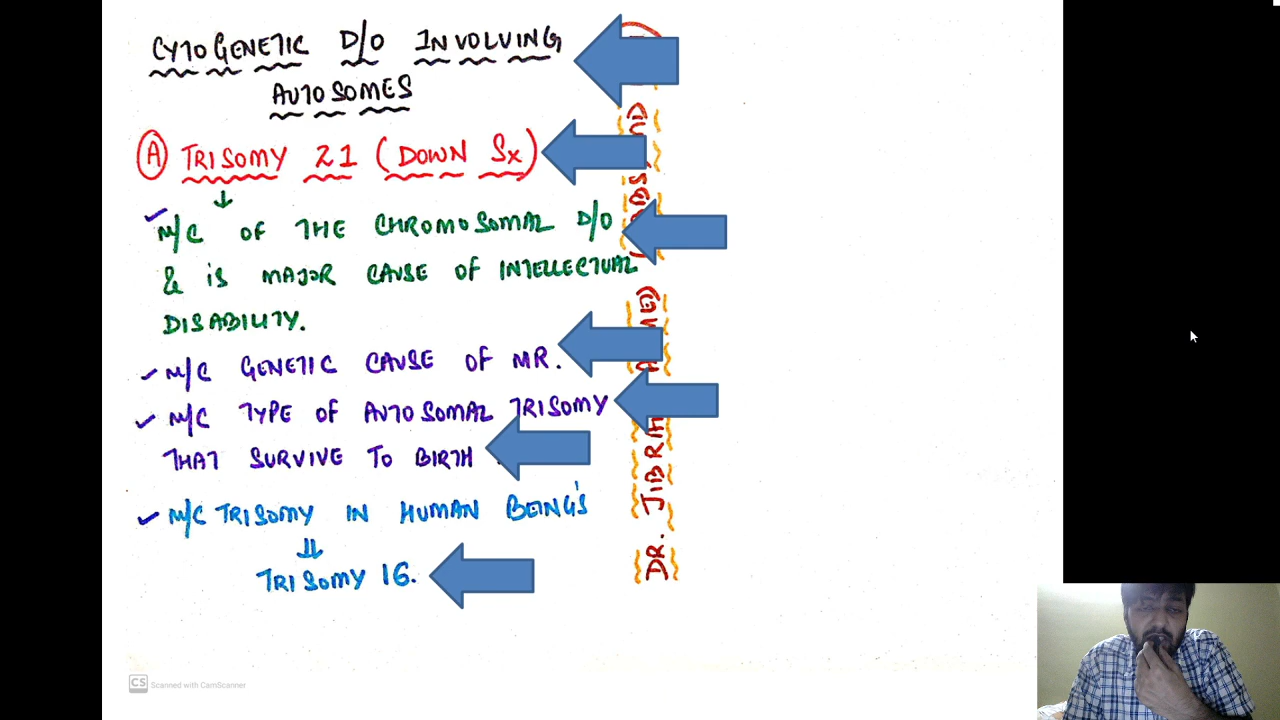 CYTOGENETIC D/O INVOLVING
AUTOSOMES
(A) TRISOMY 21 (DOWN Sx)
↓
✓ M/C OF THE CHROMOSOMAL D/O
& IS MAJOR CAUSE OF INTELLECTUAL
DISABILITY.
✓ M/C GENETIC CAUSE OF MR.
✓ M/C TYPE OF AUTOSOMAL TRISOMY
THAT SURVIVE TO BIRTH
✓ M/C TRISOMY IN HUMAN BEING'S
⇓
TRISOMY 16.
DR. JIBRAN
CS Scanned with CamScanner